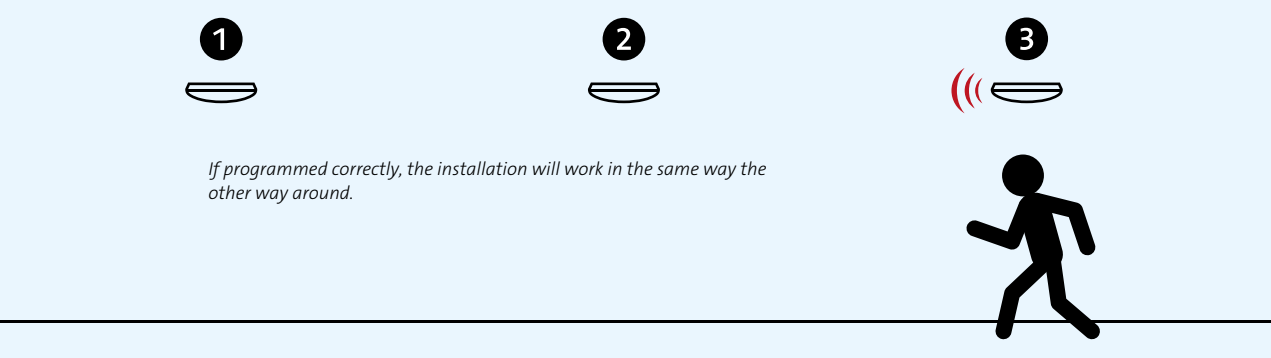 1 2 3
If programmed correctly, the installation will work in the same way the
other way around.